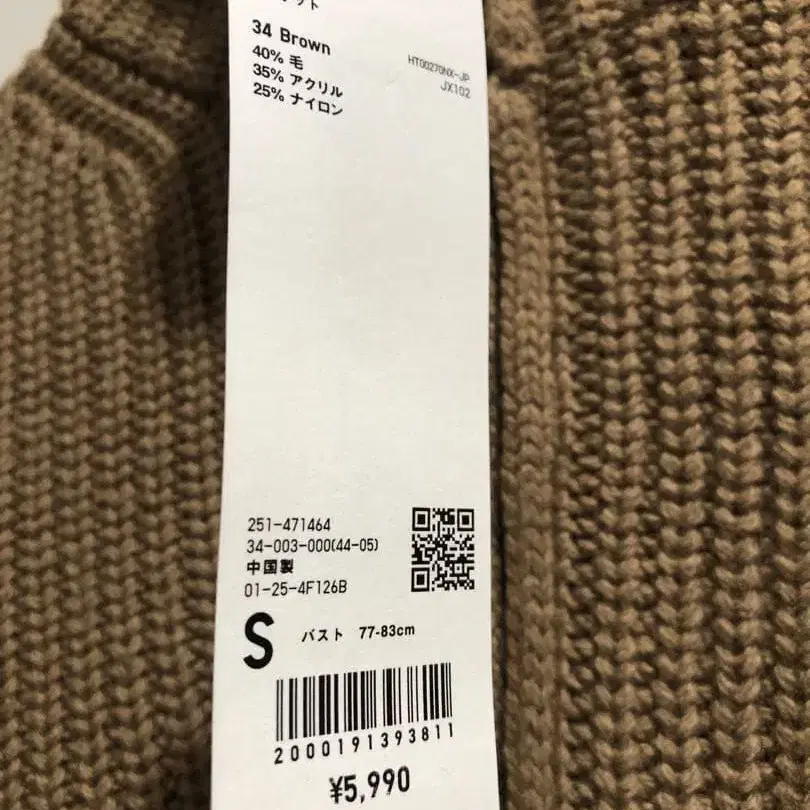 34 Brown
40% 毛
35% アクリル
25% ナイロン
HT00270NX-JP
JX102
251-471464
34-003-000(44-05)
中国製
01-25-4F126B
S バスト 77-83cm
2000191393811
¥5,990